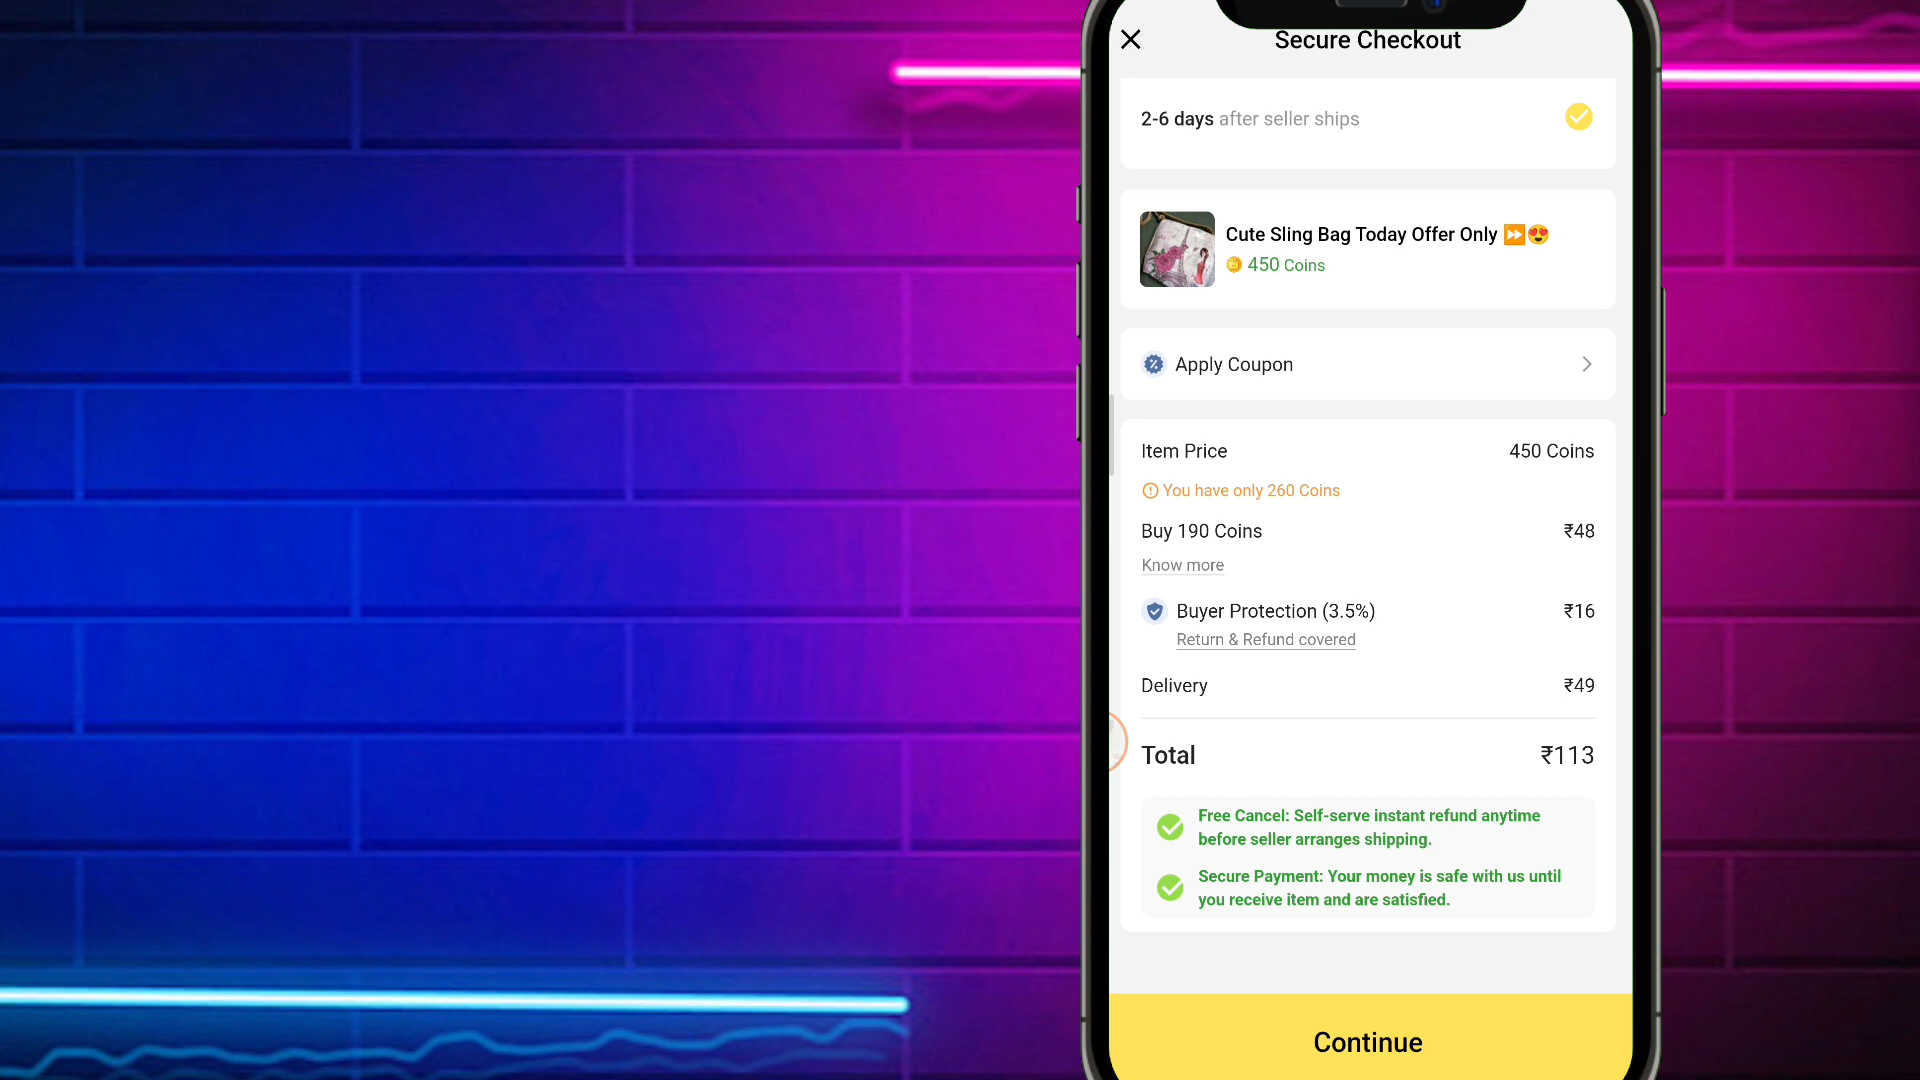 Secure Checkout
2-6 days after seller ships
Cute Sling Bag Today Offer Only ⏩😍
450 Coins
Apply Coupon
Item Price 450 Coins
You have only 260 Coins
Buy 190 Coins ₹48
Know more
Buyer Protection (3.5%) ₹16
Return & Refund covered
Delivery ₹49
Total ₹113
Free Cancel: Self-serve instant refund anytime
before seller arranges shipping.
Secure Payment: Your money is safe with us until
you receive item and are satisfied.
Continue